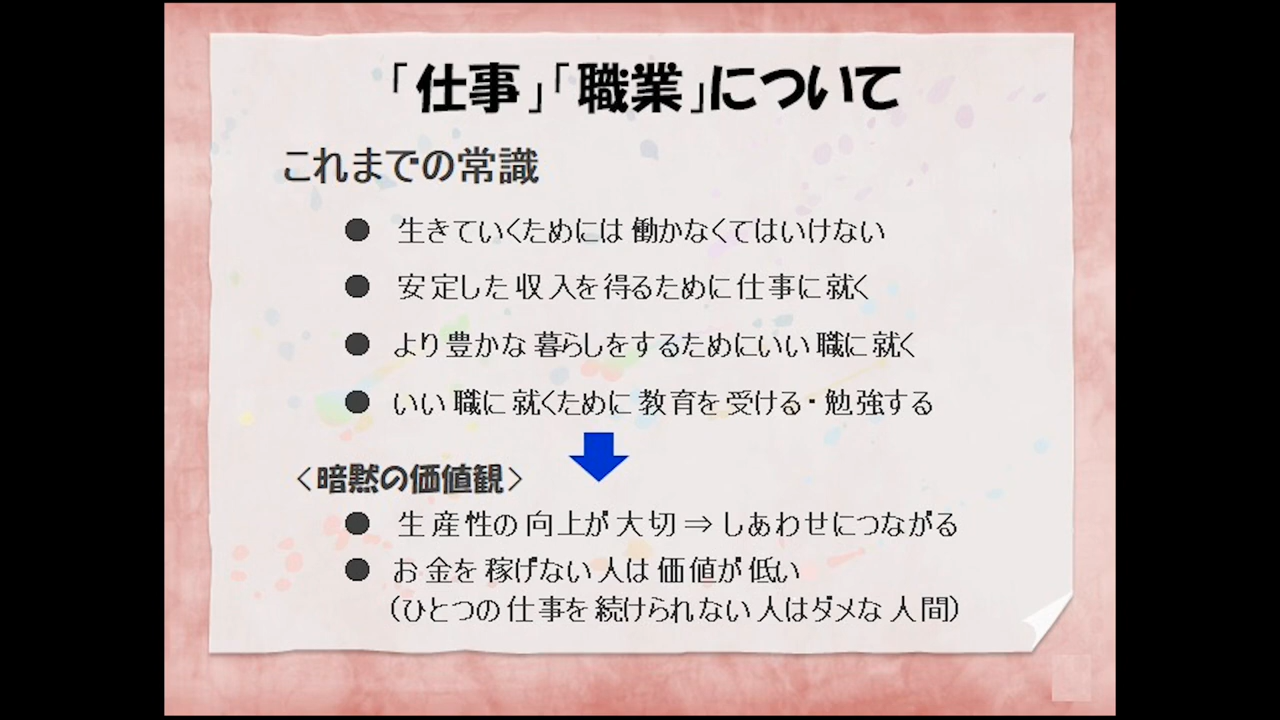 「仕事」「職業」について
これまでの常識
● 生きていくためには働かなくてはいけない
● 安定した収入を得るために仕事に就く
● より豊かな暮らしをするためにいい職に就く
● いい職に就くために教育を受ける・勉強する
＜暗黙の価値観＞
● 生産性の向上が大切⇒しあわせにつながる
● お金を稼げない人は価値が低い
（ひとつの仕事を続けられない人はダメな人間）